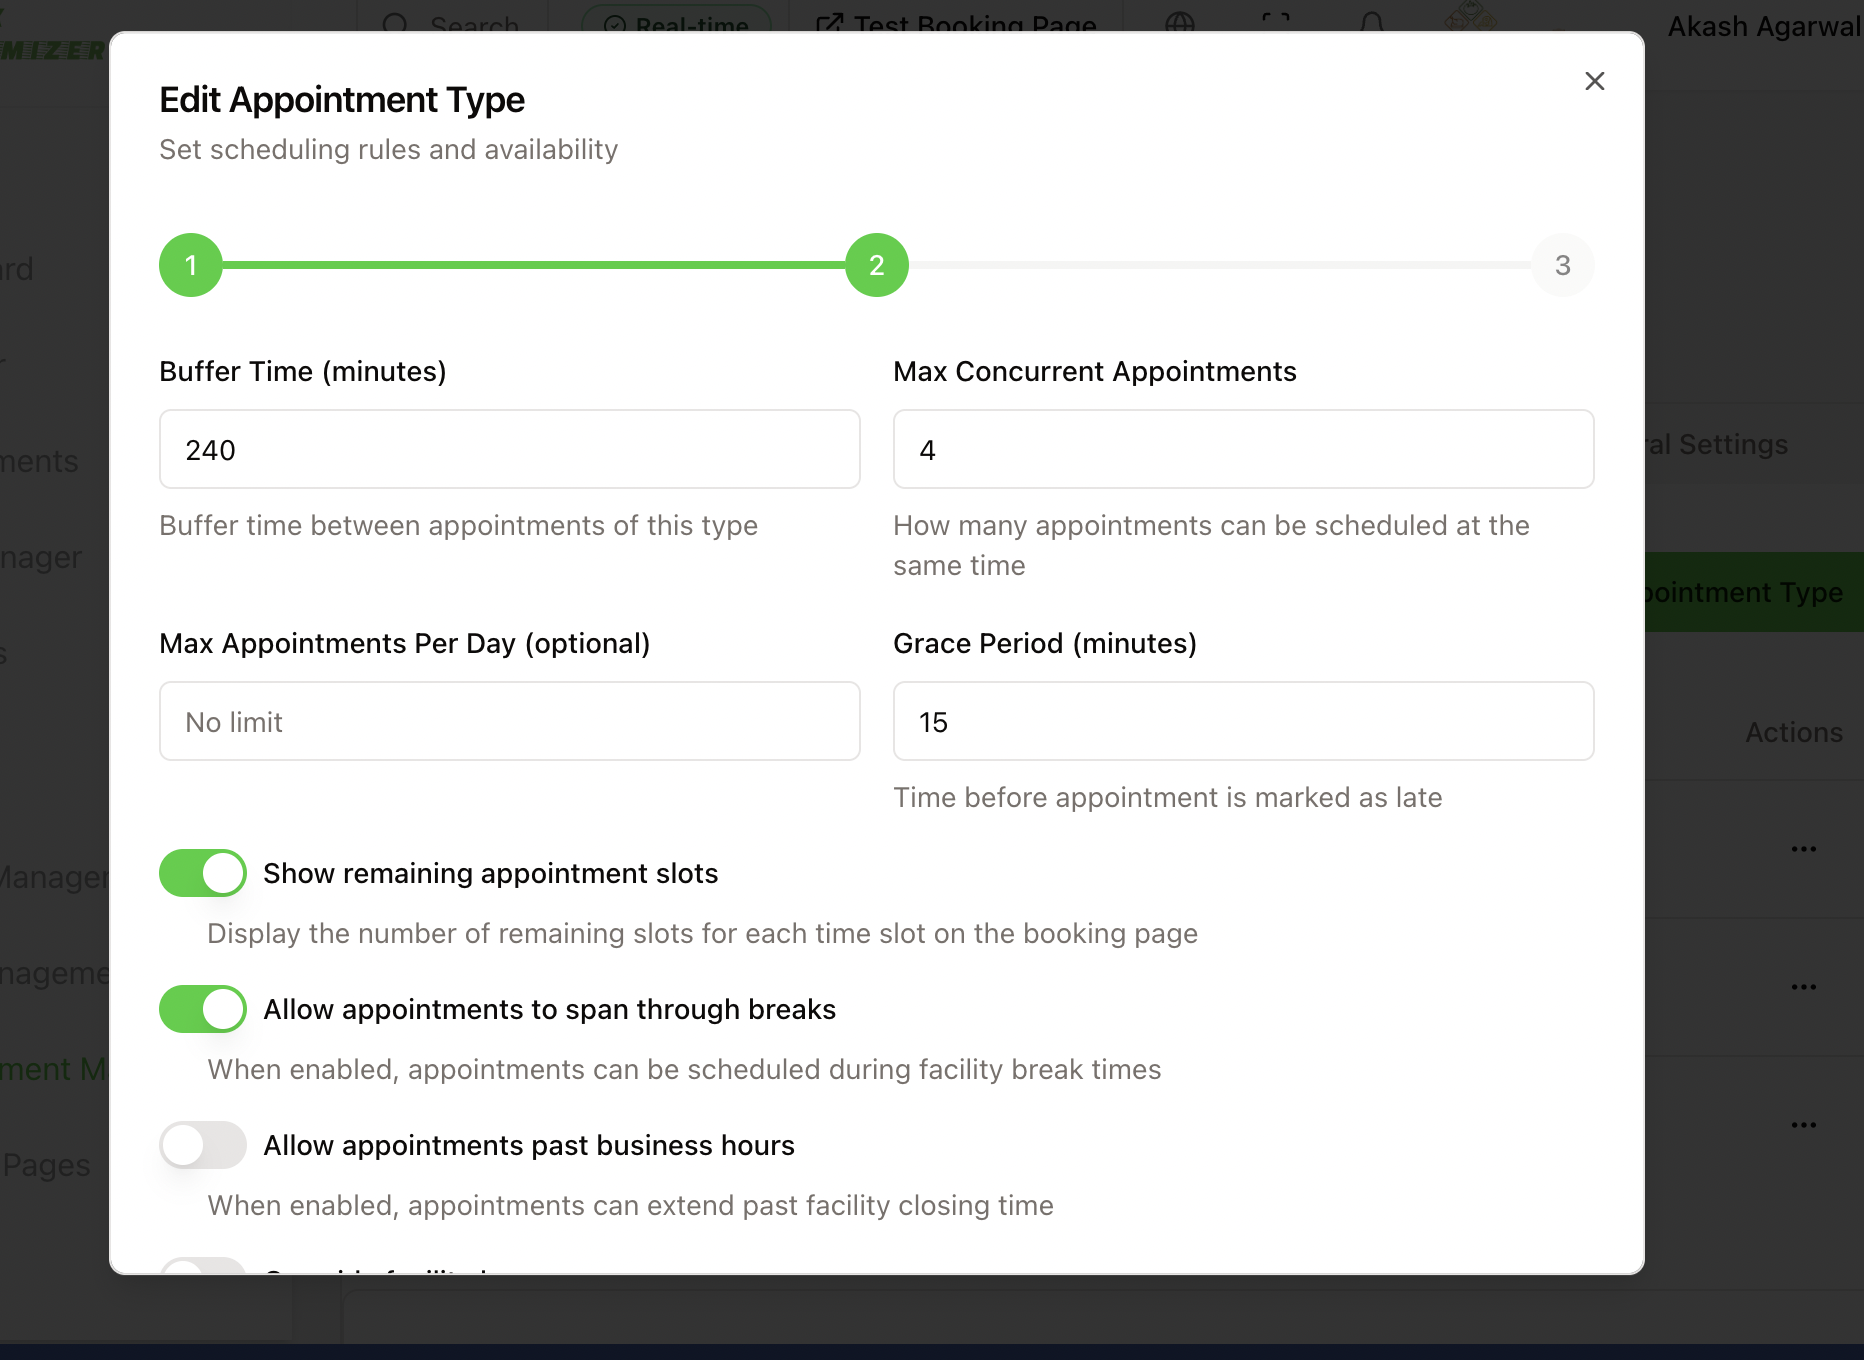 MIZER
Search
Real-time
Test Booking Page
Akash Agarwal
Edit Appointment Type
Set scheduling rules and availability
1
2
3
Buffer Time (minutes)
Max Concurrent Appointments
240
4
Buffer time between appointments of this type
How many appointments can be scheduled at the
same time
Max Appointments Per Day (optional)
Grace Period (minutes)
No limit
15
Time before appointment is marked as late
Show remaining appointment slots
Display the number of remaining slots for each time slot on the booking page
Allow appointments to span through breaks
When enabled, appointments can be scheduled during facility break times
Allow appointments past business hours
When enabled, appointments can extend past facility closing time
rd
ments
nager
s
Manager
nageme
ment M
Pages
ral Settings
pointment Type
Actions